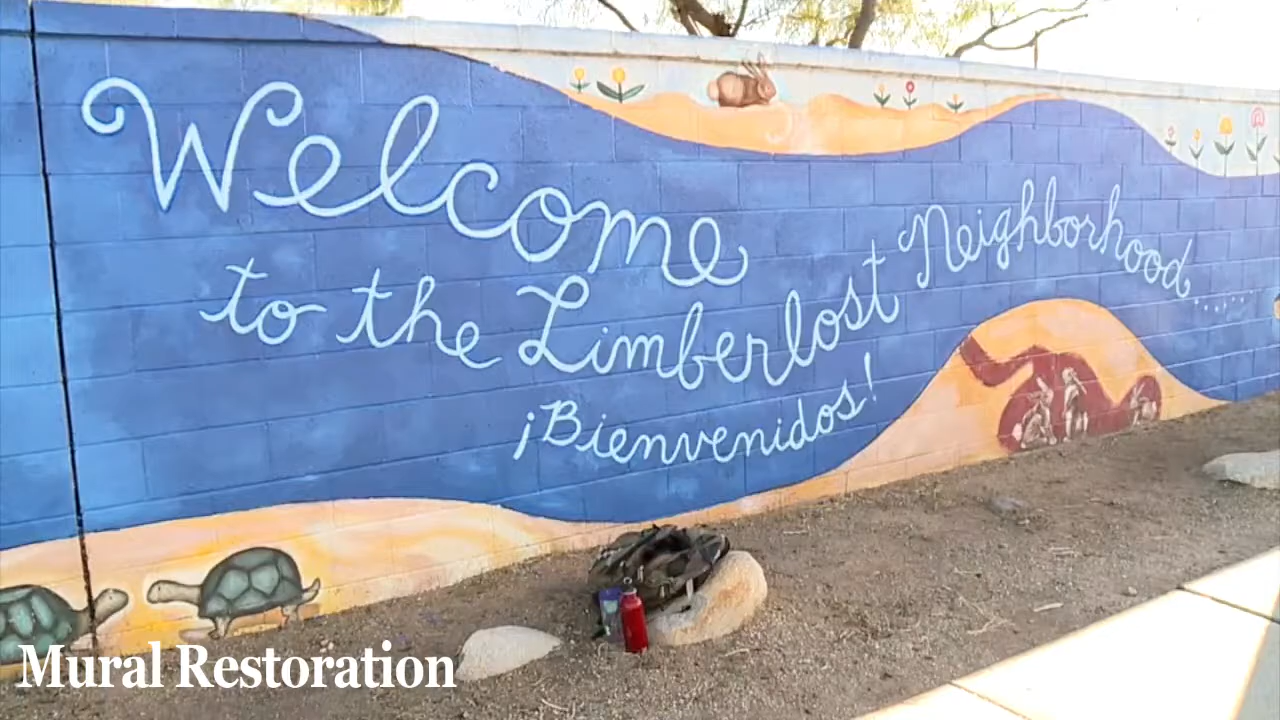 Welcome
to the Limberlost Neighborhood......
¡Bienvenidos!
Mural Restoration